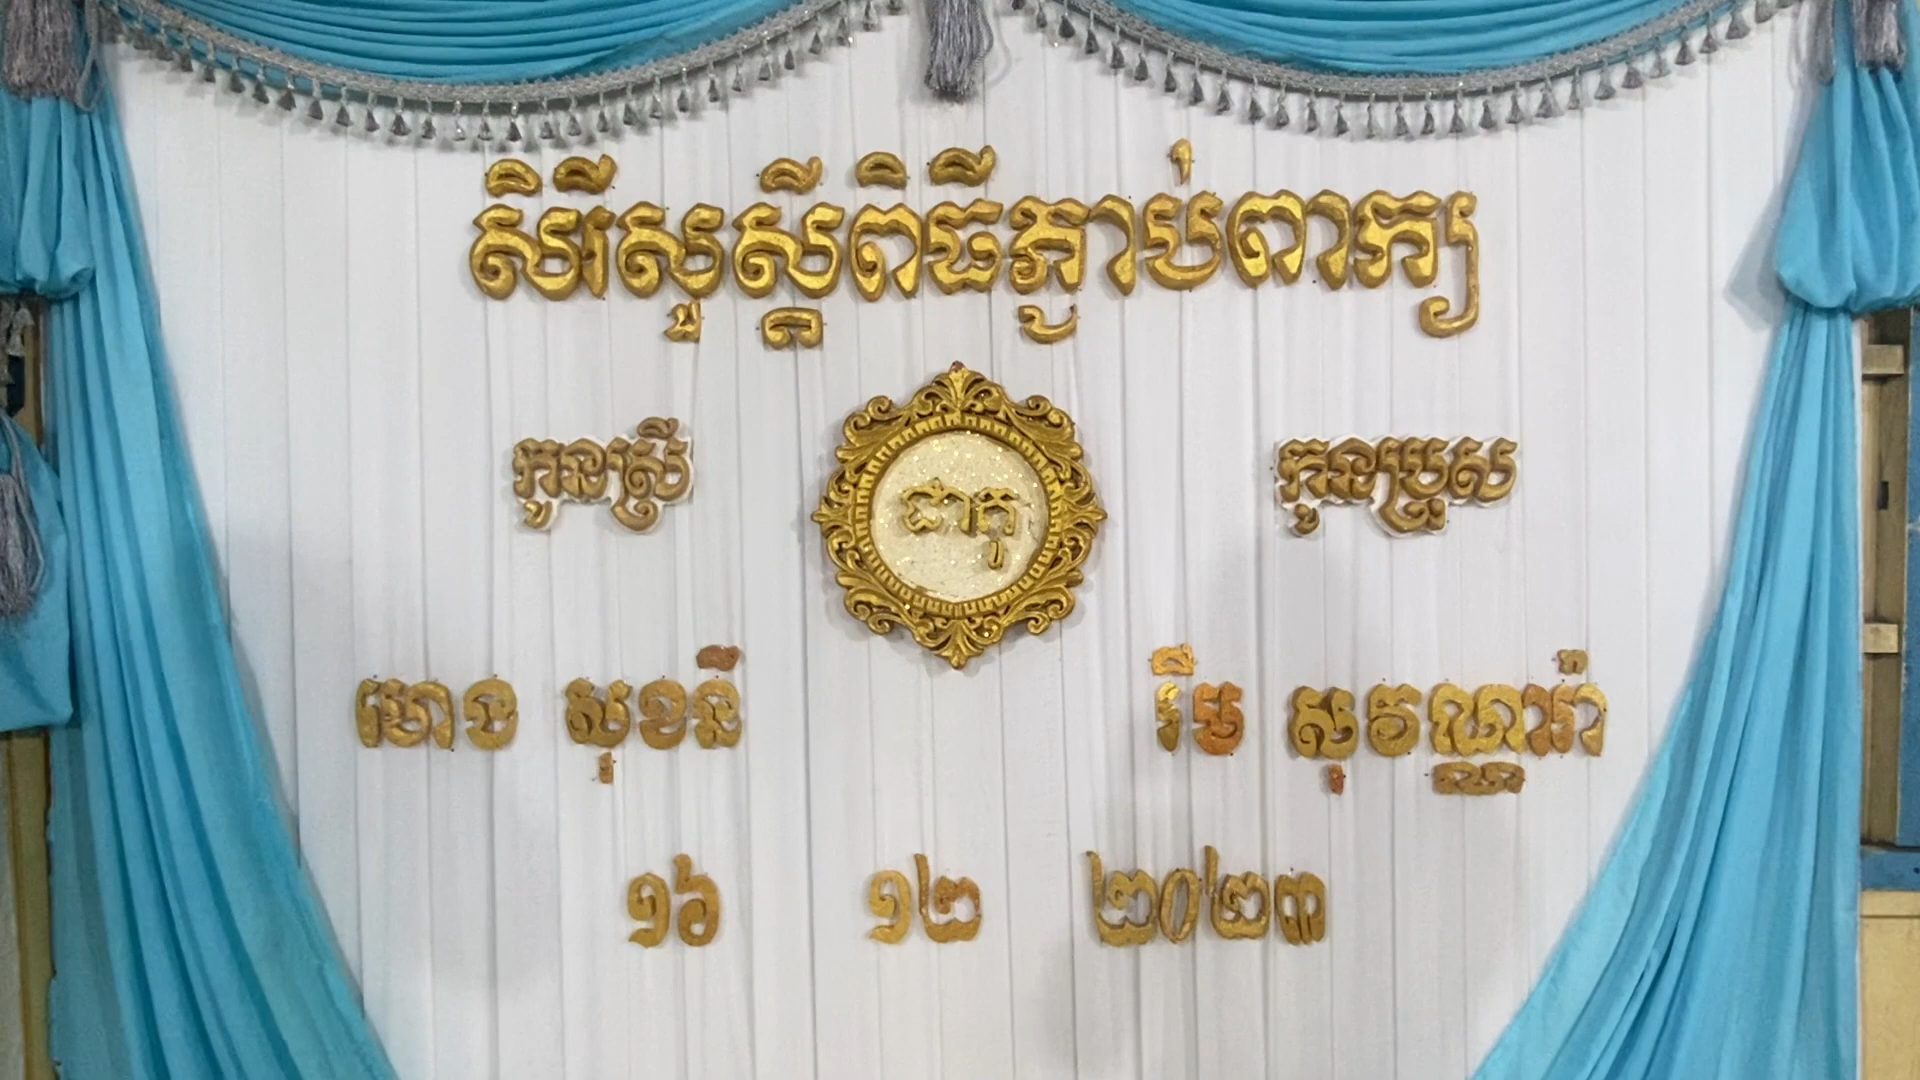 សិរីសួស្តីពិធីភ្ជាប់ពាក្យ
កូនស្រី
ជាគូ
កូនប្រុស
ហេង សុខនី
រឹម សុវណ្ណារ៉ា
១៦ ១២ ២០២៣